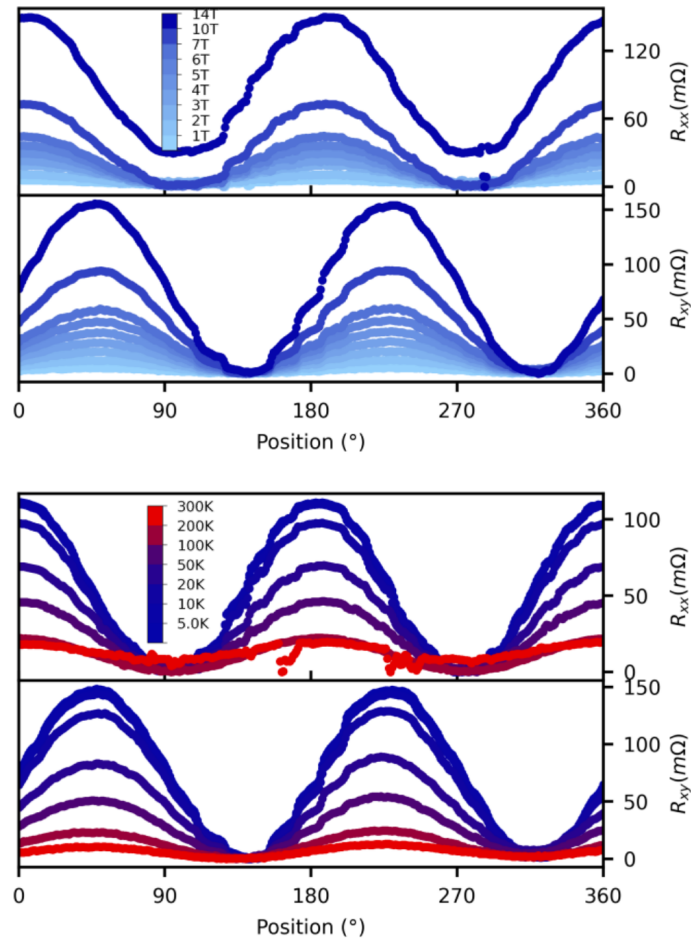 14T
10T
7T
6T
5T
4T
3T
2T
1T
120
60
0
Rxx(mΩ)
150
100
50
0
Rxy(mΩ)
0 90 180 270 360
Position (°)
300K
200K
100K
50K
20K
10K
5.0K
100
50
0
Rxx(mΩ)
150
100
50
0
Rxy(mΩ)
0 90 180 270 360
Position (°)